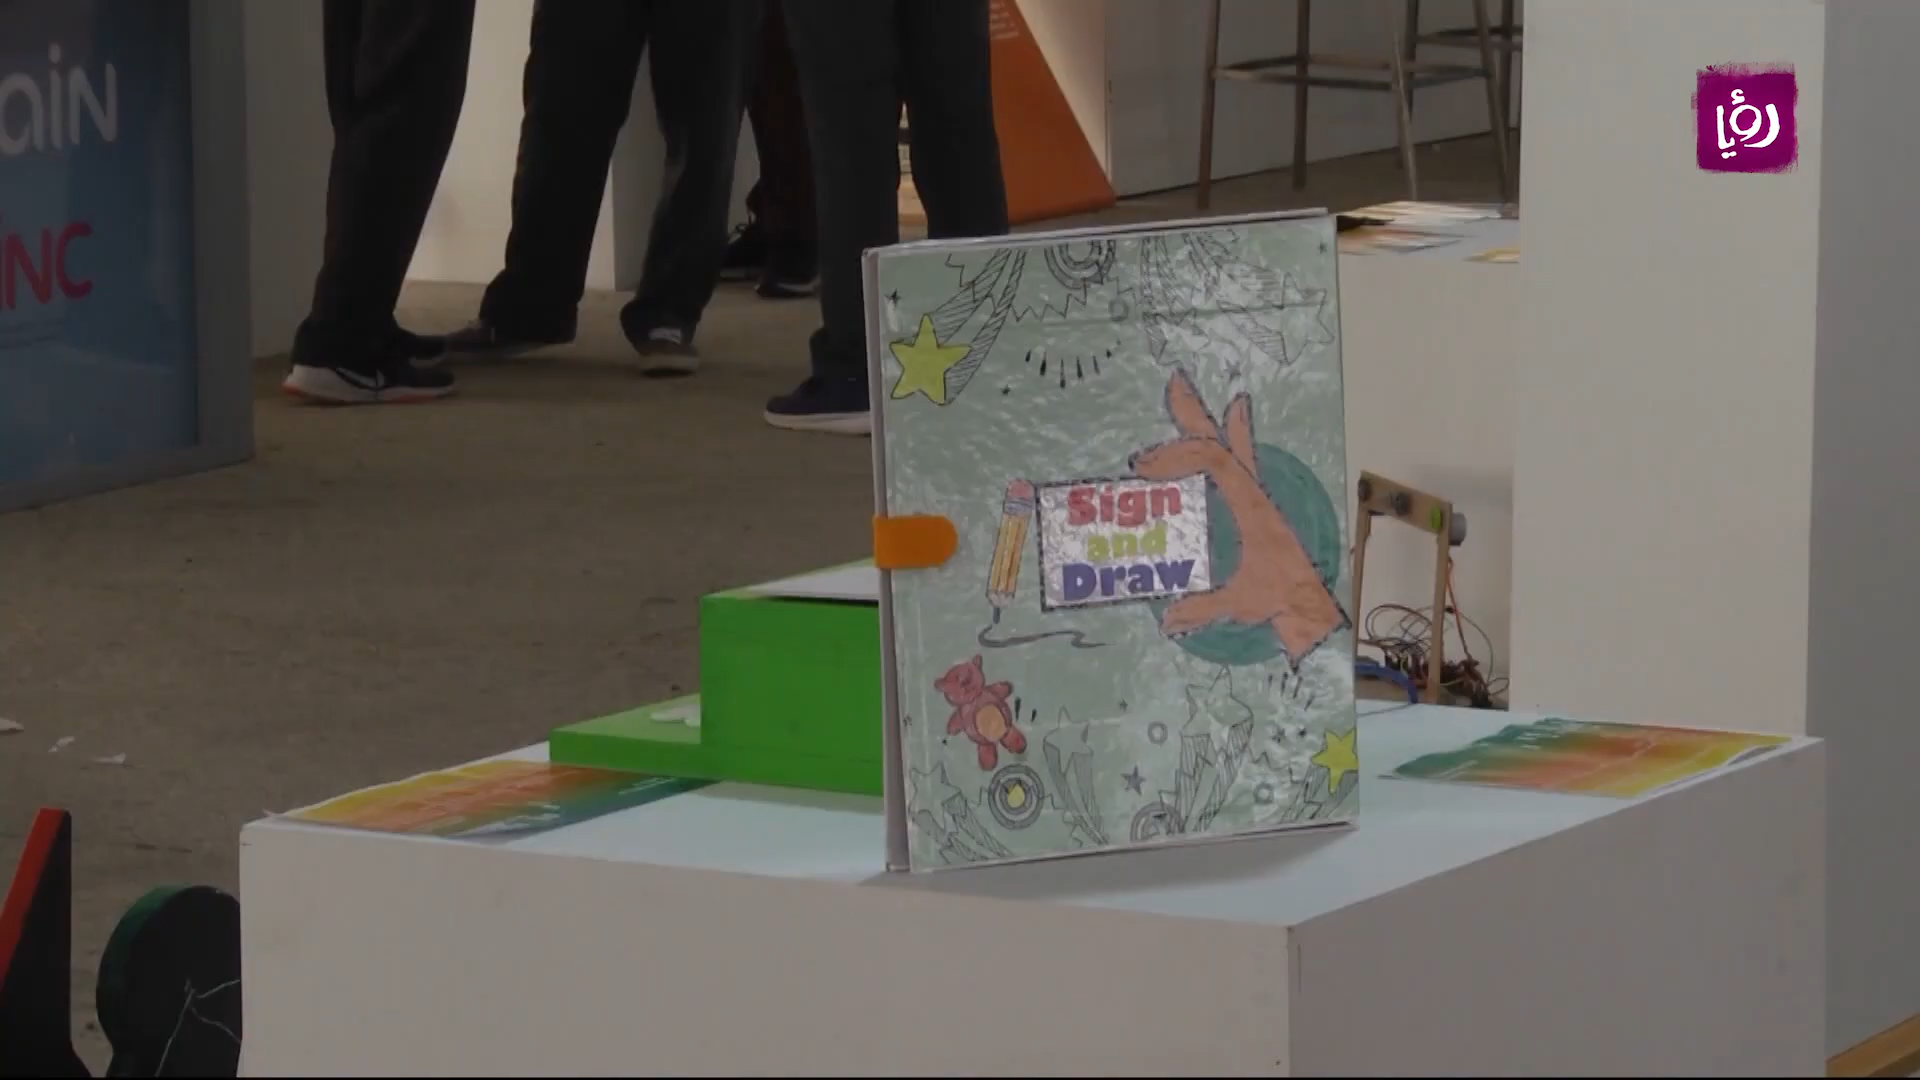 ain
inc
رؤيا
Sign
and
Draw